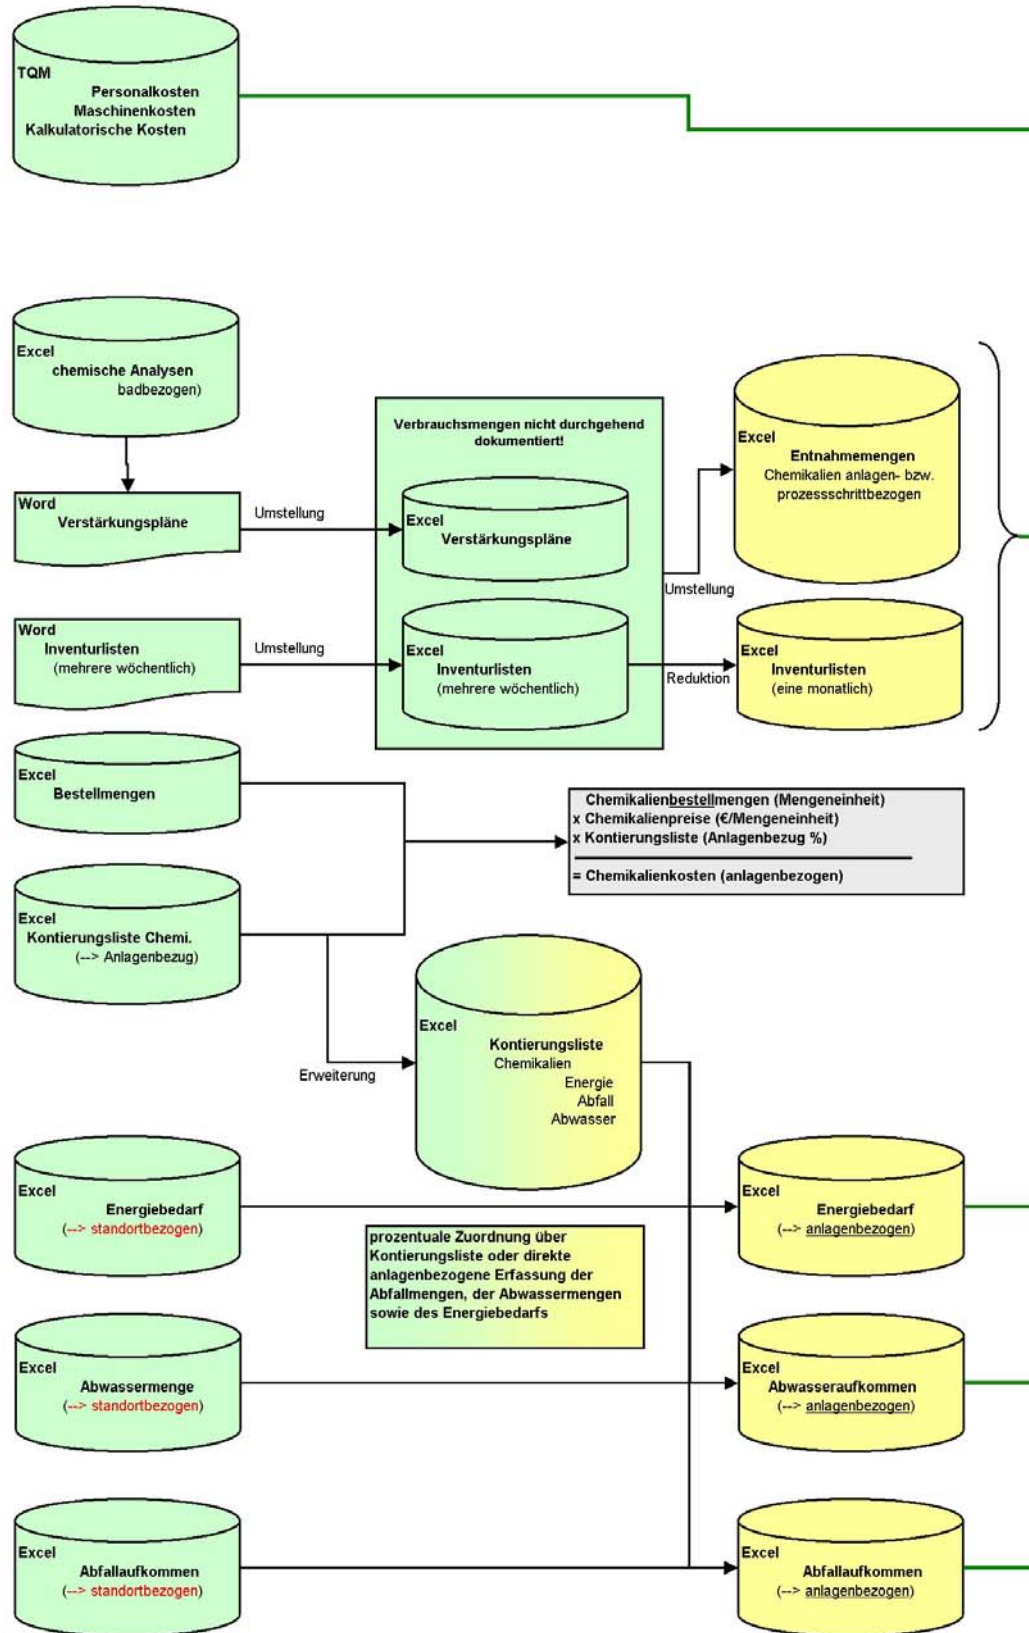 TQM
Personalkosten
Maschinenkosten
Kalkulatorische Kosten
Excel
chemische Analysen
badbezogen)
Word
Verstärkungspläne
Umstellung
Verbrauchsmengen nicht durchgehend
dokumentiert!
Excel
Verstärkungspläne
Umstellung
Excel
Entnahmemengen
Chemikalien anlagen- bzw.
prozessschrittbezogen
Word
Inventurlisten
(mehrere wöchentlich)
Umstellung
Excel
Inventurlisten
(mehrere wöchentlich)
Reduktion
Excel
Inventurlisten
(eine monatlich)
Excel
Bestellmengen
Chemikalienbestellmengen (Mengeneinheit)
x Chemikalienpreise (€/Mengeneinheit)
x Kontierungsliste (Anlagenbezug %)
= Chemikalienkosten (anlagenbezogen)
Excel
Kontierungsliste Chemi.
(--> Anlagenbezug)
Erweiterung
Excel
Kontierungsliste
Chemikalien
Energie
Abfall
Abwasser
Excel
Energiebedarf
(--> standortbezogen)
Excel
Energiebedarf
(--> anlagenbezogen)
prozentuale Zuordnung über
Kontierungsliste oder direkte
anlagenbezogene Erfassung der
Abfallmengen, der Abwassermengen
sowie des Energiebedarfs
Excel
Abwassermenge
(--> standortbezogen)
Excel
Abwasseraufkommen
(--> anlagenbezogen)
Excel
Abfallaufkommen
(--> standortbezogen)
Excel
Abfallaufkommen
(--> anlagenbezogen)